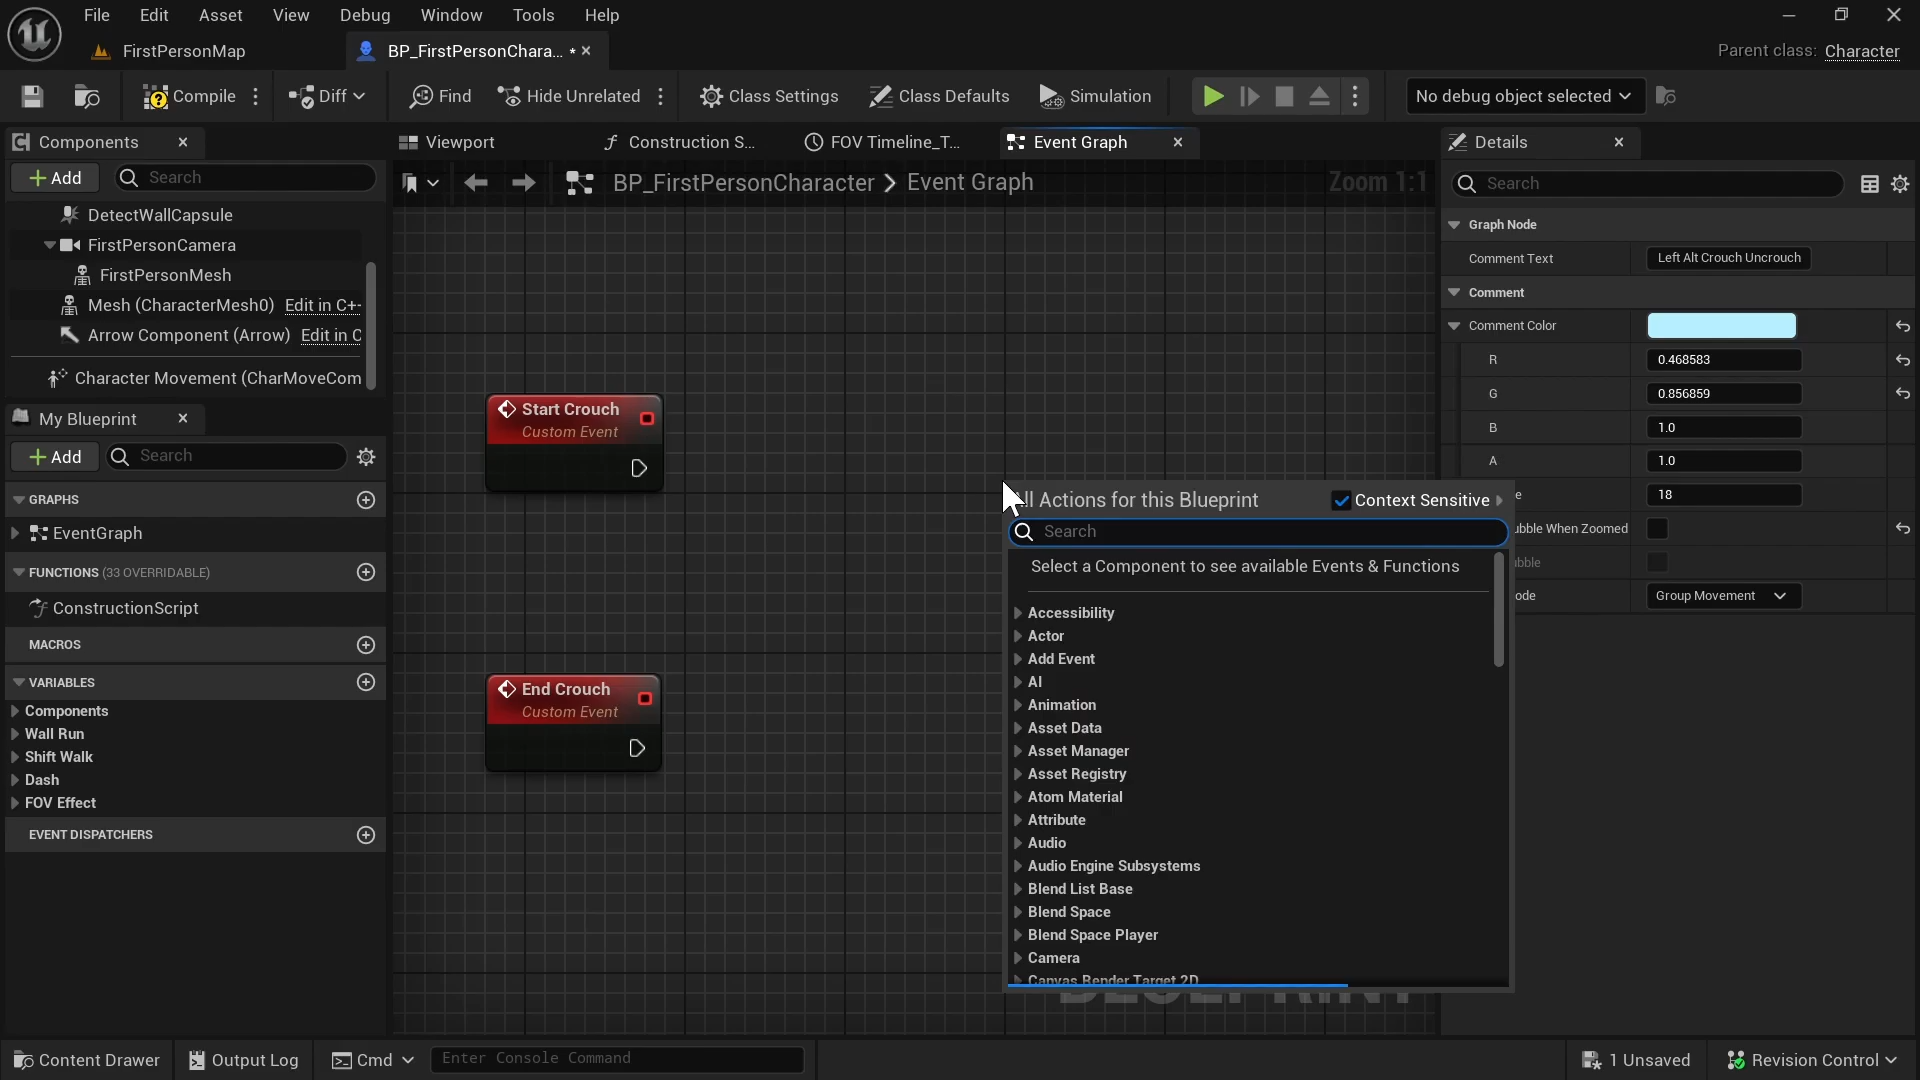 File Edit Asset View Debug Window Tools Help
FirstPersonMap
BP_FirstPersonChara... *
Parent class: Character
Compile
Diff
Find
Hide Unrelated
Class Settings
Class Defaults
Simulation
No debug object selected
Components
Viewport
Construction S...
FOV Timeline_T...
Event Graph
Details
Add
Search
BP_FirstPersonCharacter > Event Graph
Zoom 1:1
Search
DetectWallCapsule
FirstPersonCamera
FirstPersonMesh
Mesh (CharacterMesh0) Edit in C+
Arrow Component (Arrow) Edit in C
Character Movement (CharMoveCom
My Blueprint
Add
Search
GRAPHS
EventGraph
FUNCTIONS (33 OVERRIDABLE)
ConstructionScript
MACROS
VARIABLES
Components
Wall Run
Shift Walk
Dash
FOV Effect
EVENT DISPATCHERS
Start Crouch
Custom Event
End Crouch
Custom Event
ll Actions for this Blueprint
Context Sensitive
Search
Select a Component to see available Events & Functions
Accessibility
Actor
Add Event
AI
Animation
Asset Data
Asset Manager
Asset Registry
Atom Material
Attribute
Audio
Audio Engine Subsystems
Blend List Base
Blend Space
Blend Space Player
Camera
Canvas Render Target 2D
Graph Node
Comment Text
Left Alt Crouch Uncrouch
Comment
Comment Color
R
0.468583
G
0.856859
B
1.0
A
1.0
e
18
ubble When Zoomed
bble
ode
Group Movement
BLUEPRINT
Content Drawer
Output Log
Cmd
Enter Console Command
1 Unsaved
Revision Control